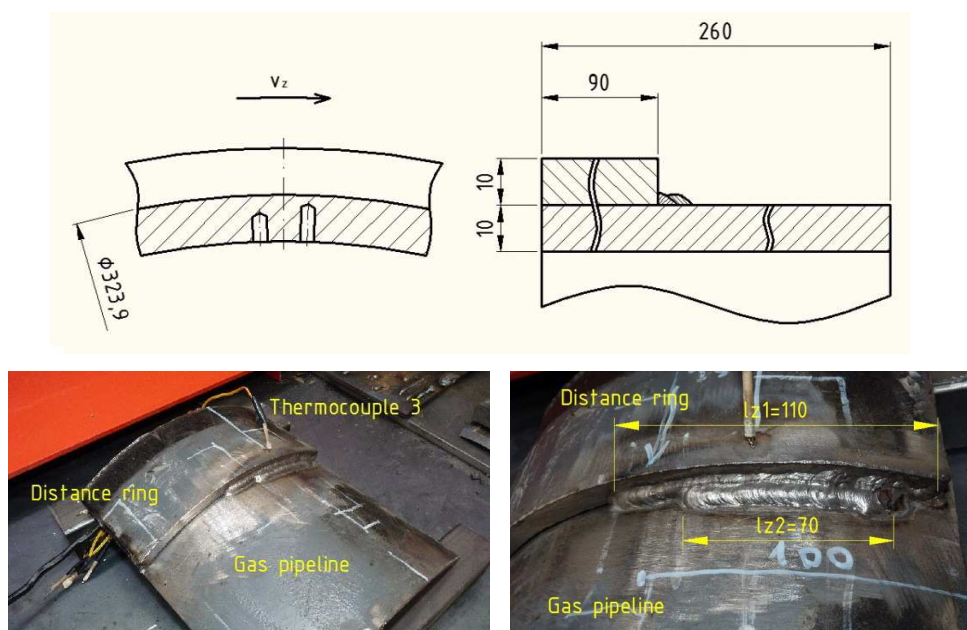 260
90
vz
10
10
Φ323,9
Thermocouple 3
Distance ring
Gas pipeline
Distance ring
lz1=110
lz2=70
100
Gas pipeline